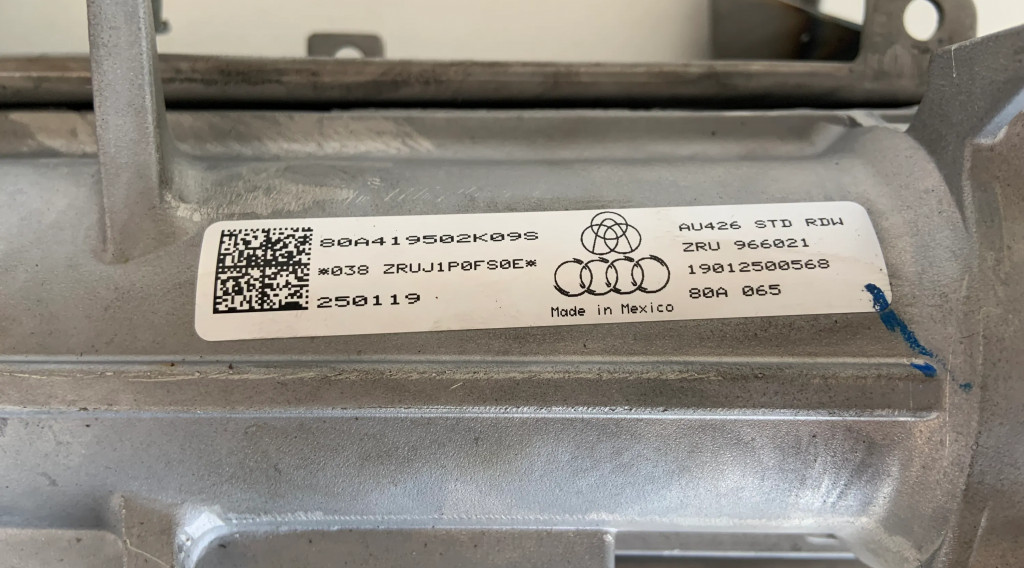 80A419502K09S
*038 ZRUJ1P0FS0E*
250119
Made in Mexico
AU426 STD RDW
ZRU 966021
19012500568
80A 065